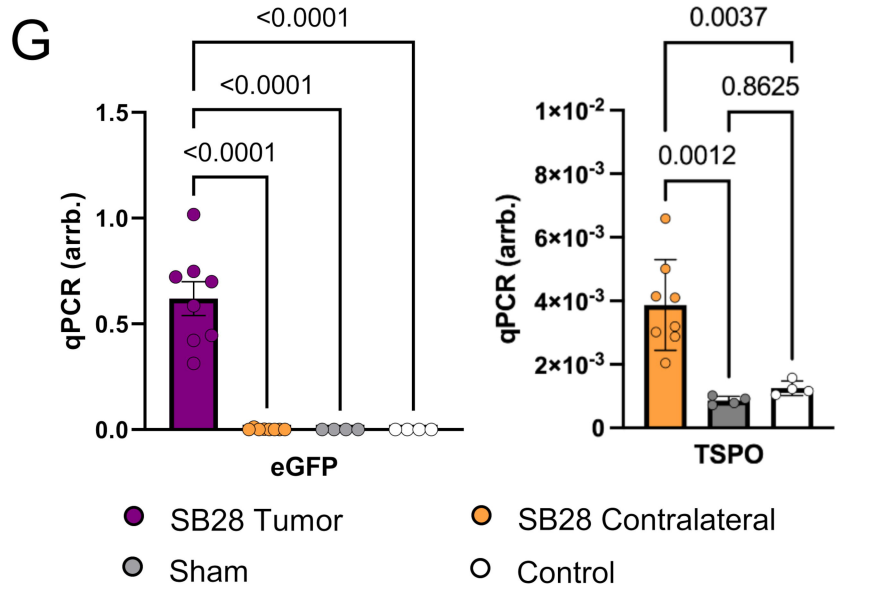 G
<0.0001
<0.0001
<0.0001
1.5
1.0
0.5
0.0
qPCR (arrb.)
eGFP
0.0037
0.8625
0.0012
1×10-2
8×10-3
6×10-3
4×10-3
2×10-3
0
qPCR (arrb.)
TSPO
SB28 Tumor
SB28 Contralateral
Sham
Control